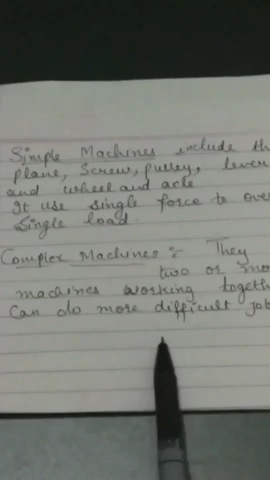 Simple Machines include th
plane, Screw, pulley, lever
and wheel and axle
It use single force to over
Single load.
Complex Machines :- They
two or mo
machines working togeth
Can do more difficult job